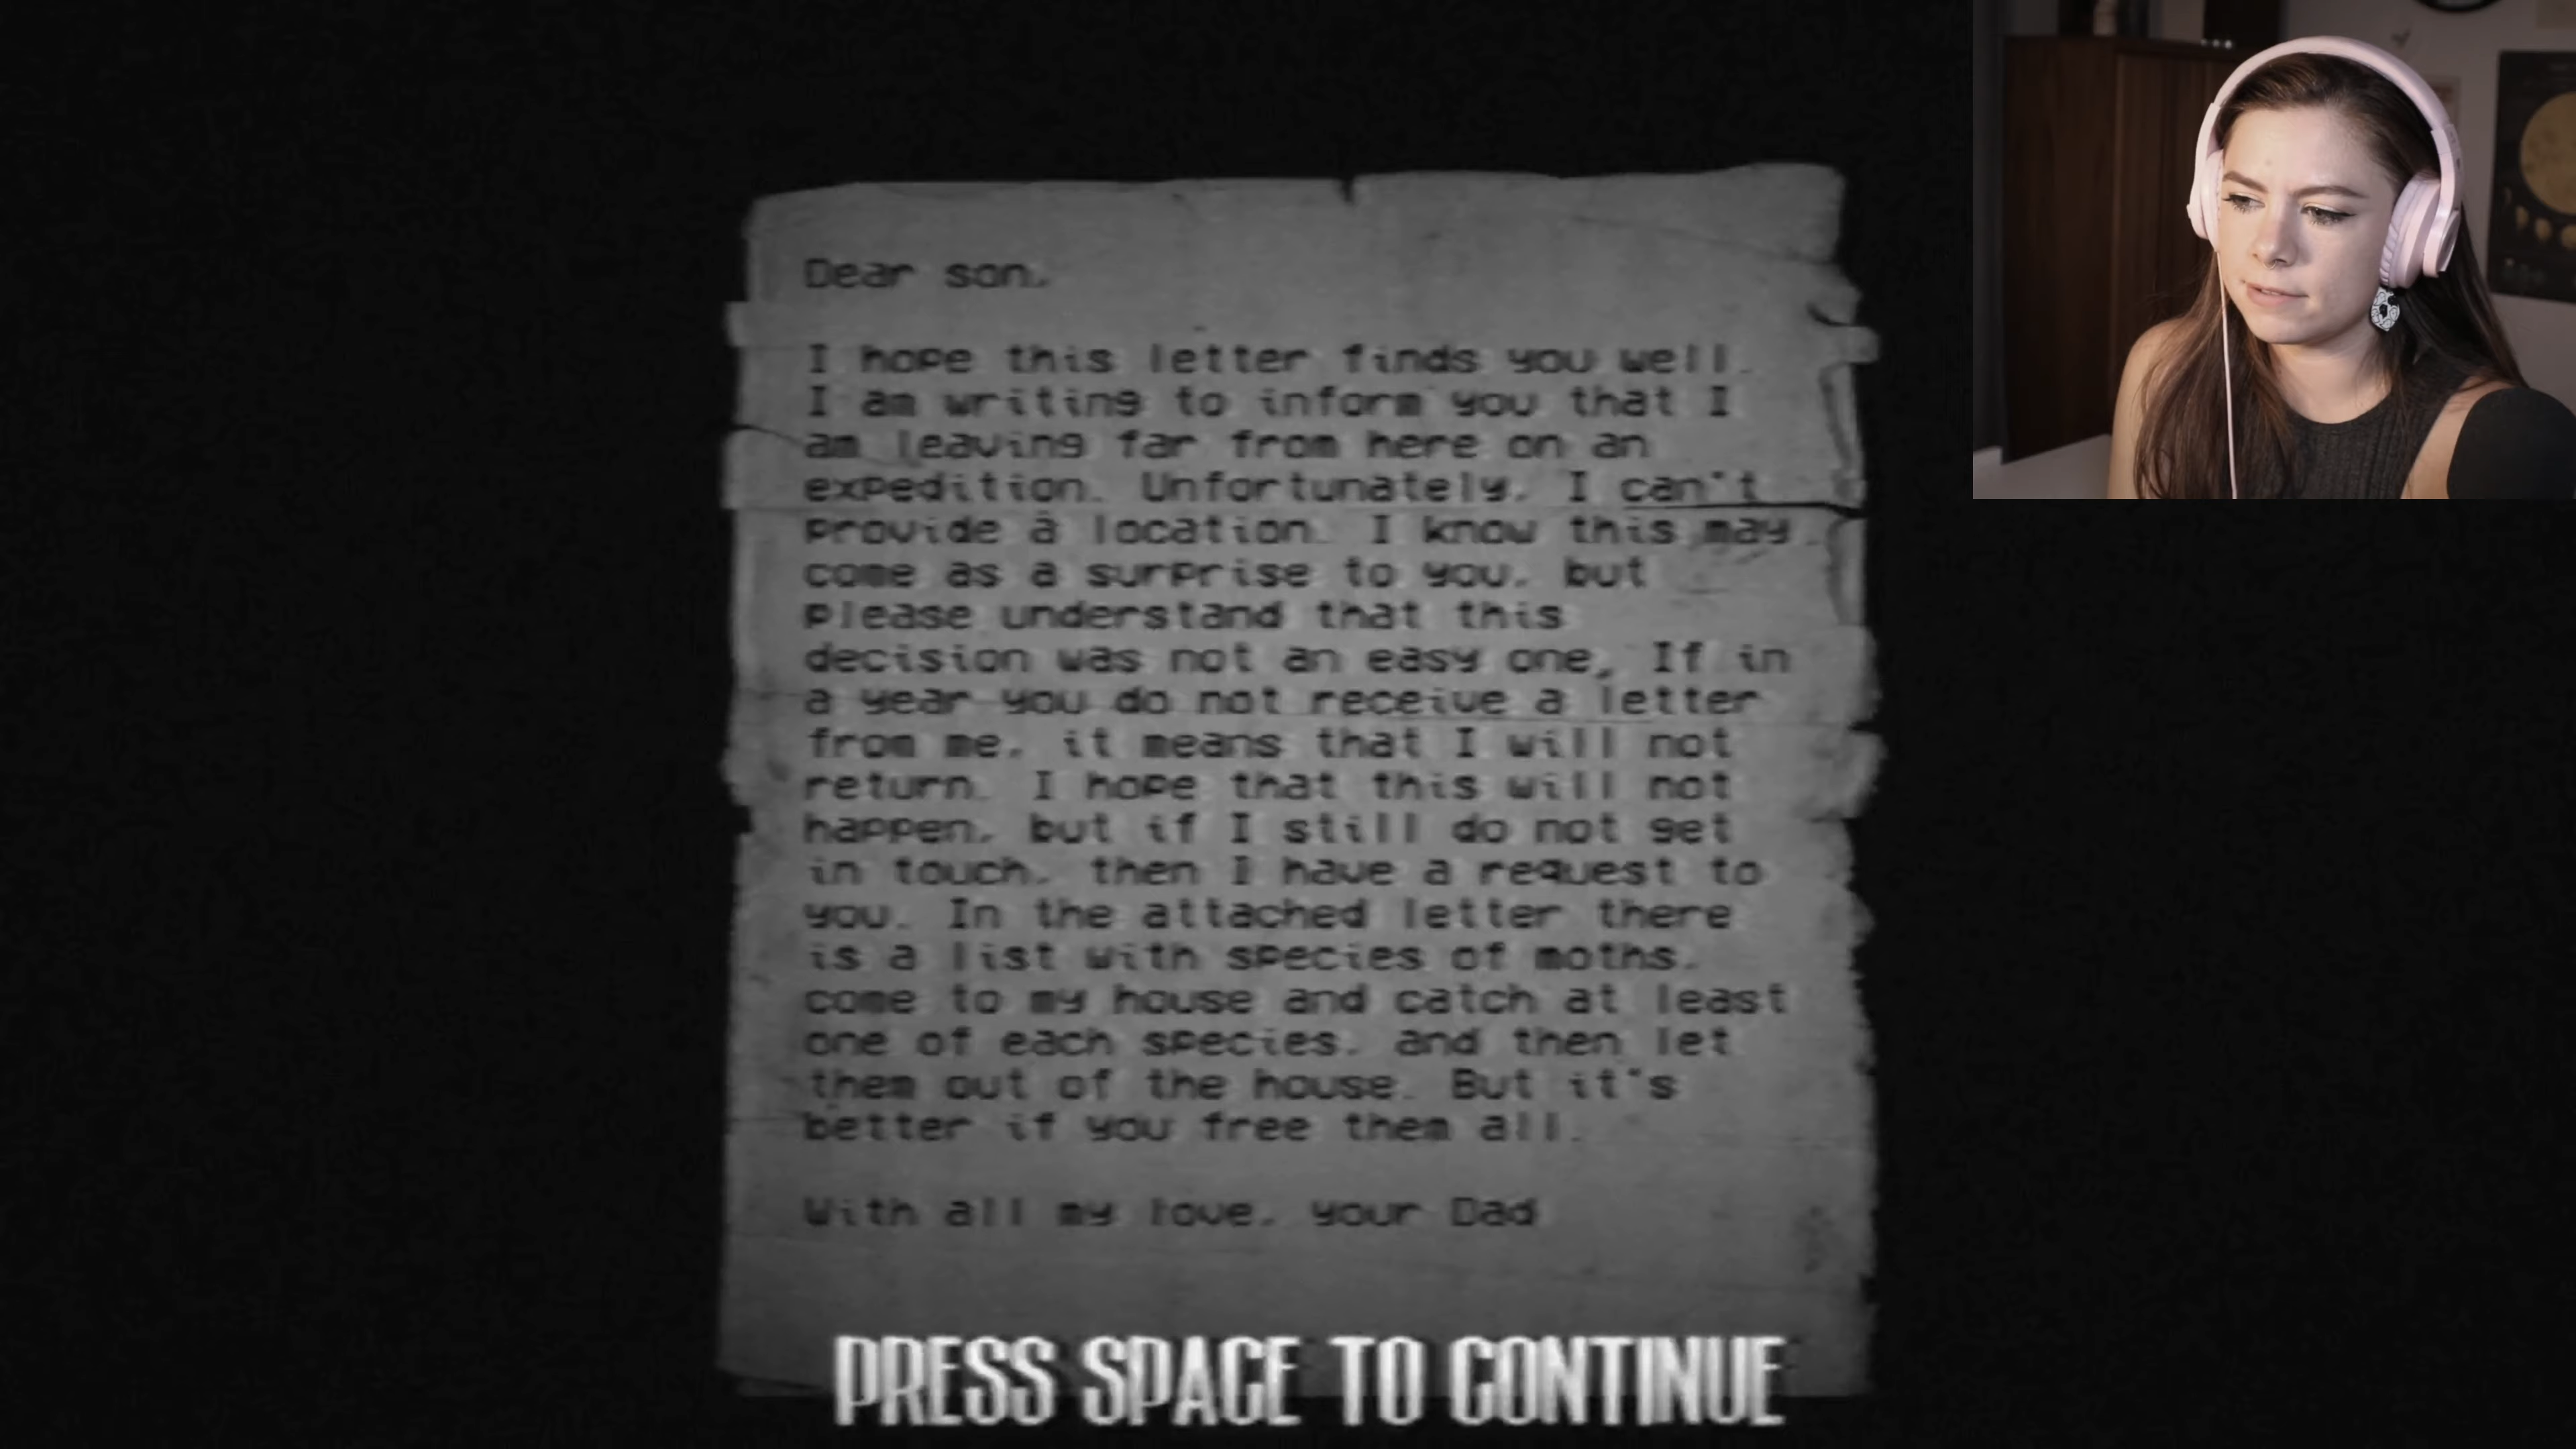 Dear son,
I hope this letter finds you well.
I am writing to inform you that I
am leaving far from here on an
expedition. Unfortunately, I can't
provide a location. I know this may
come as a surprise to you, but
please understand that this
decision was not an easy one, If in
a year you do not receive a letter
from me, it means that I will not
return. I hope that this will not
happen, but if I still do not get
in touch, then I have a request to
you. In the attached letter there
is a list with species of moths,
come to my house and catch at least
one of each species, and then let
them out of the house. But it's
better if you free them all.
With all my love, your Dad
PRESS SPACE TO CONTINUE